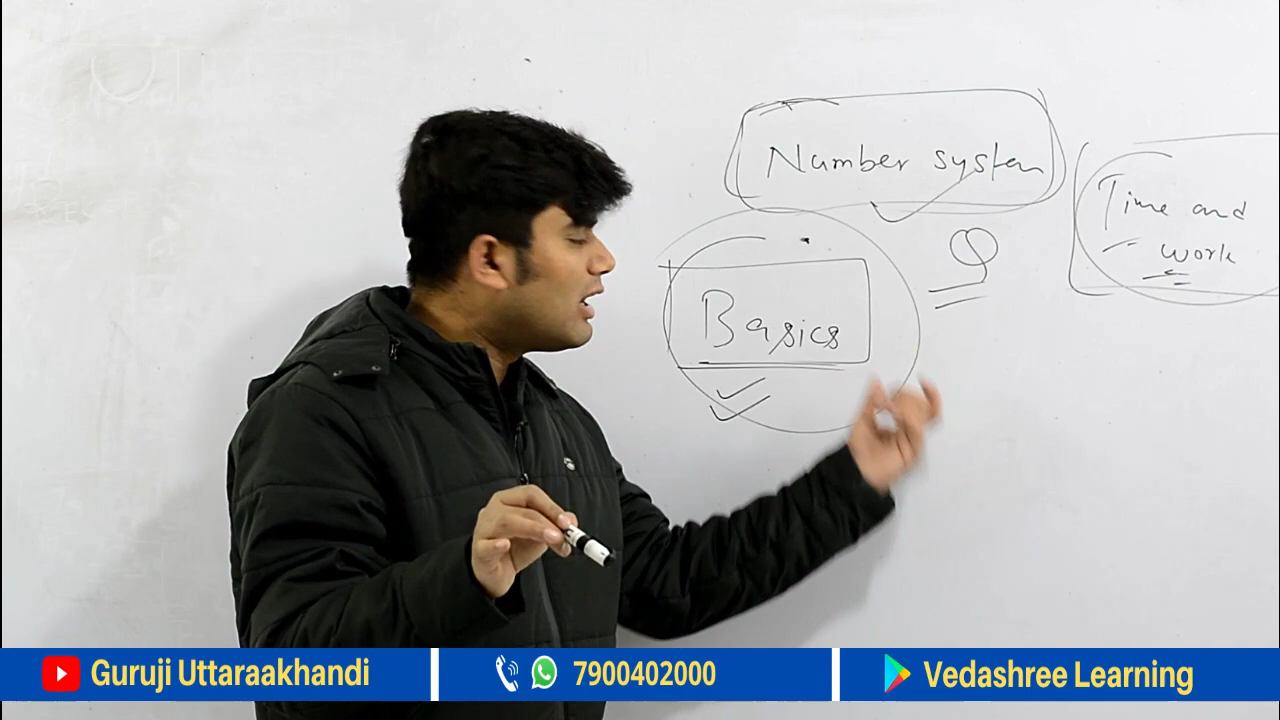 Number system
Time and
work
Q
Basics
Guruji Uttaraakhandi
7900402000
Vedashree Learning